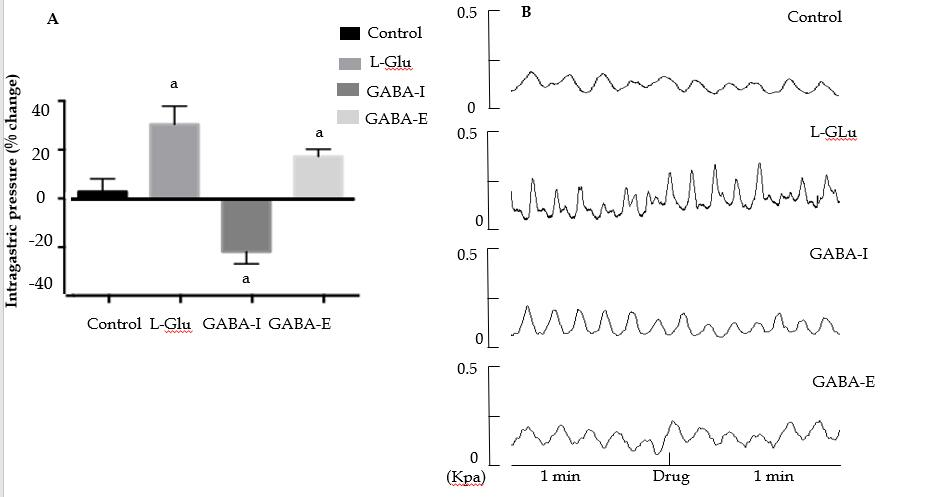 A
Control
L-Glu
GABA-I
GABA-E
Intragastric pressure (% change)
40
20
0
-20
-40
a
a
a
Control L-Glu GABA-I GABA-E
B
0.5
0
Control
0.5
0
L-GLu
0.5
0
GABA-I
0.5
0
GABA-E
(Kpa) 1 min Drug 1 min